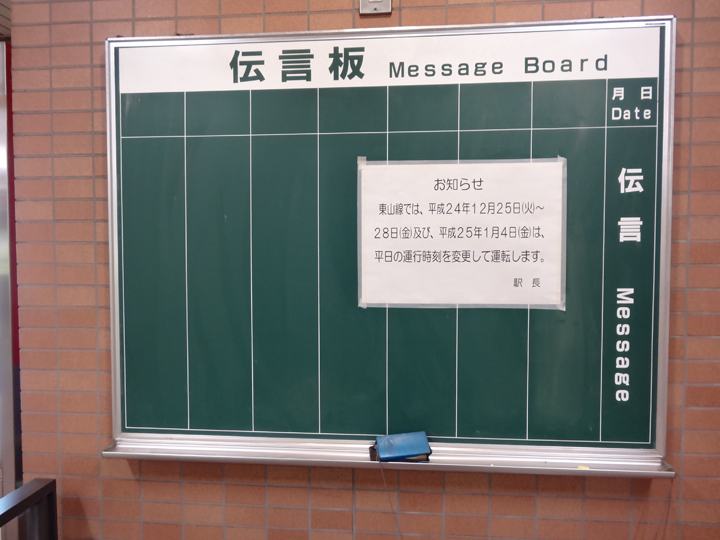 伝言板 Message Board
月 日
Date
伝言 Message
お知らせ
東山線では、平成24年12月25日(火)～
28日(金)及び、平成25年1月4日(金)は、
平日の運行時刻を変更して運転します。
駅 長